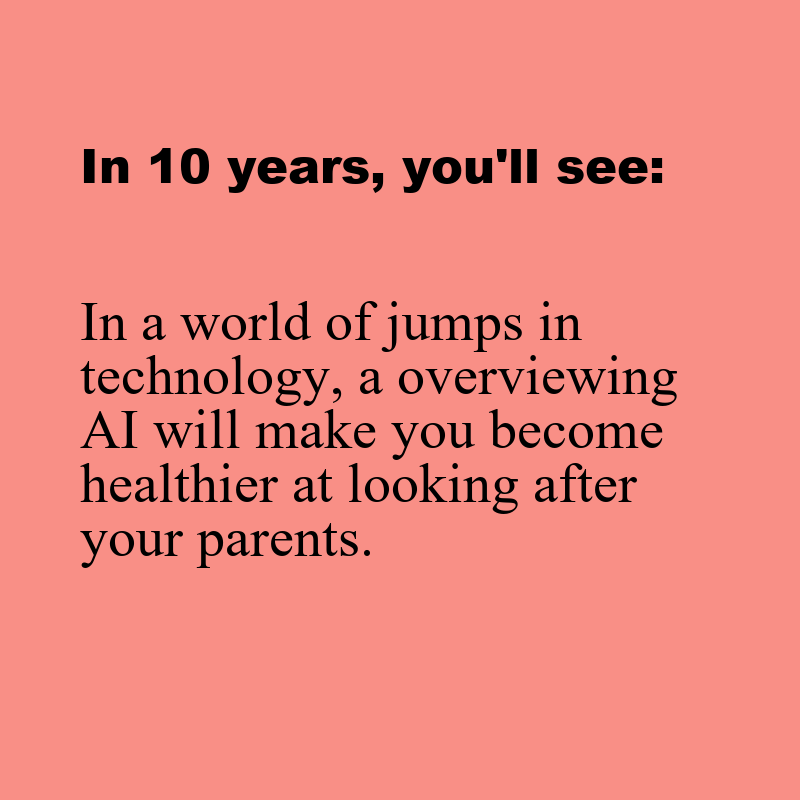 In 10 years, you'll see:
In a world of jumps in
technology, a overviewing
AI will make you become
healthier at looking after
your parents.